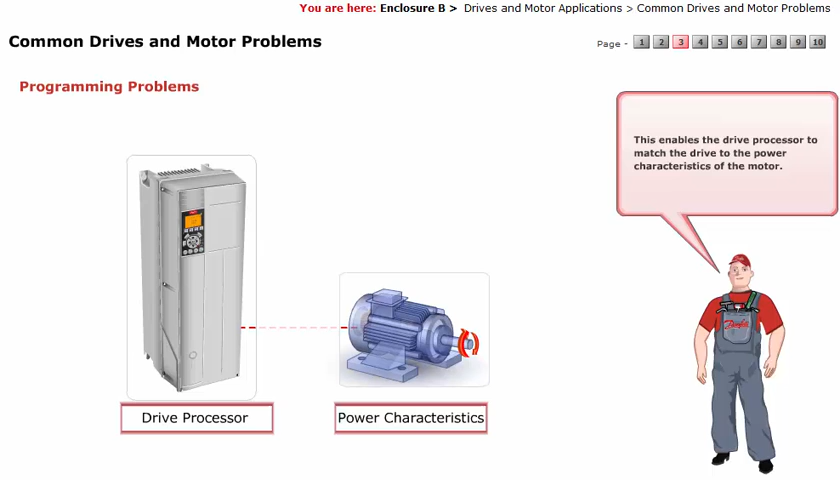 You are here: Enclosure B > Drives and Motor Applications > Common Drives and Motor Problems
Common Drives and Motor Problems
Page - 1 2 3 4 5 6 7 8 9 10
Programming Problems
This enables the drive processor to
match the drive to the power
characteristics of the motor.
Danfoss
Drive Processor
Power Characteristics